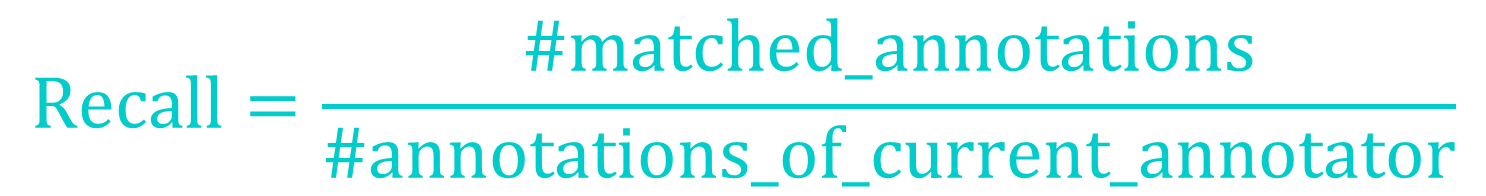 #matched_annotations
Recall =
#annotations_of_current_annotator